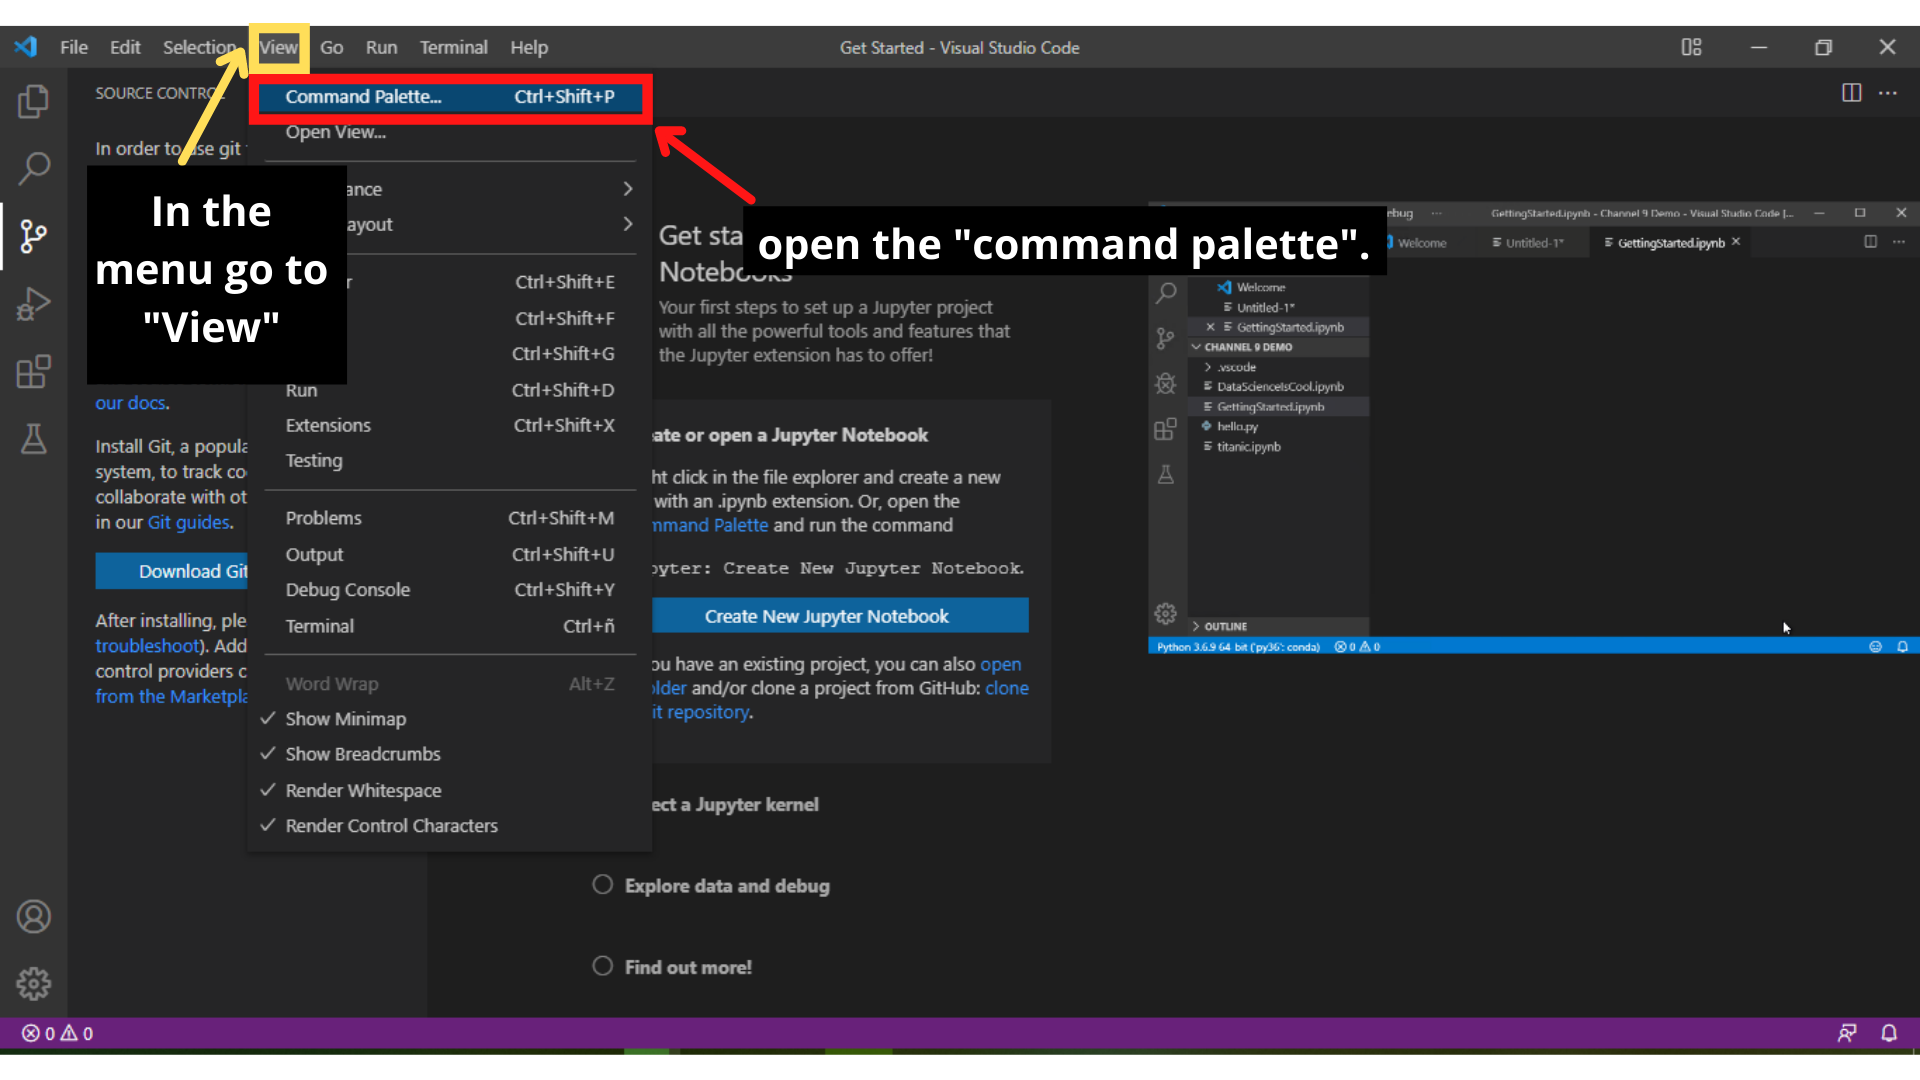 File Edit Selection View Go Run Terminal Help
Get Started - Visual Studio Code
SOURCE CONTROL
In order to use git
In the
menu go to
"View"
our docs.
Install Git, a popula
system, to track co
collaborate with ot
in our Git guides.
Download Git
After installing, ple
troubleshoot). Add
control providers c
from the Marketpla
Command Palette... Ctrl+Shift+P
Open View...
ance
ayout
r Ctrl+Shift+E
Ctrl+Shift+F
Ctrl+Shift+G
Run Ctrl+Shift+D
Extensions Ctrl+Shift+X
Testing
Problems Ctrl+Shift+M
Output Ctrl+Shift+U
Debug Console Ctrl+Shift+Y
Terminal Ctrl+ñ
Word Wrap Alt+Z
Show Minimap
Show Breadcrumbs
Render Whitespace
Render Control Characters
open the "command palette".
Get sta
Notebooks
Your first steps to set up a Jupyter project
with all the powerful tools and features that
the Jupyter extension has to offer!
ate or open a Jupyter Notebook
ht click in the file explorer and create a new
with an .ipynb extension. Or, open the
mmand Palette and run the command
pyter: Create New Jupyter Notebook.
Create New Jupyter Notebook
ou have an existing project, you can also open
older and/or clone a project from GitHub: clone
it repository.
ect a Jupyter kernel
Explore data and debug
Find out more!
ebug ... GettingStarted.ipynb - Channel 9 Demo - Visual Studio Code [...
Welcome Untitled-1* GettingStarted.ipynb
Welcome
Untitled-1*
GettingStarted.ipynb
CHANNEL 9 DEMO
.vscode
DataScienceIsCool.ipynb
GettingStarted.ipynb
hello.py
titanic.ipynb
OUTLINE
Python 3.6.9 64-bit ('py36': conda) 0 0
0 0